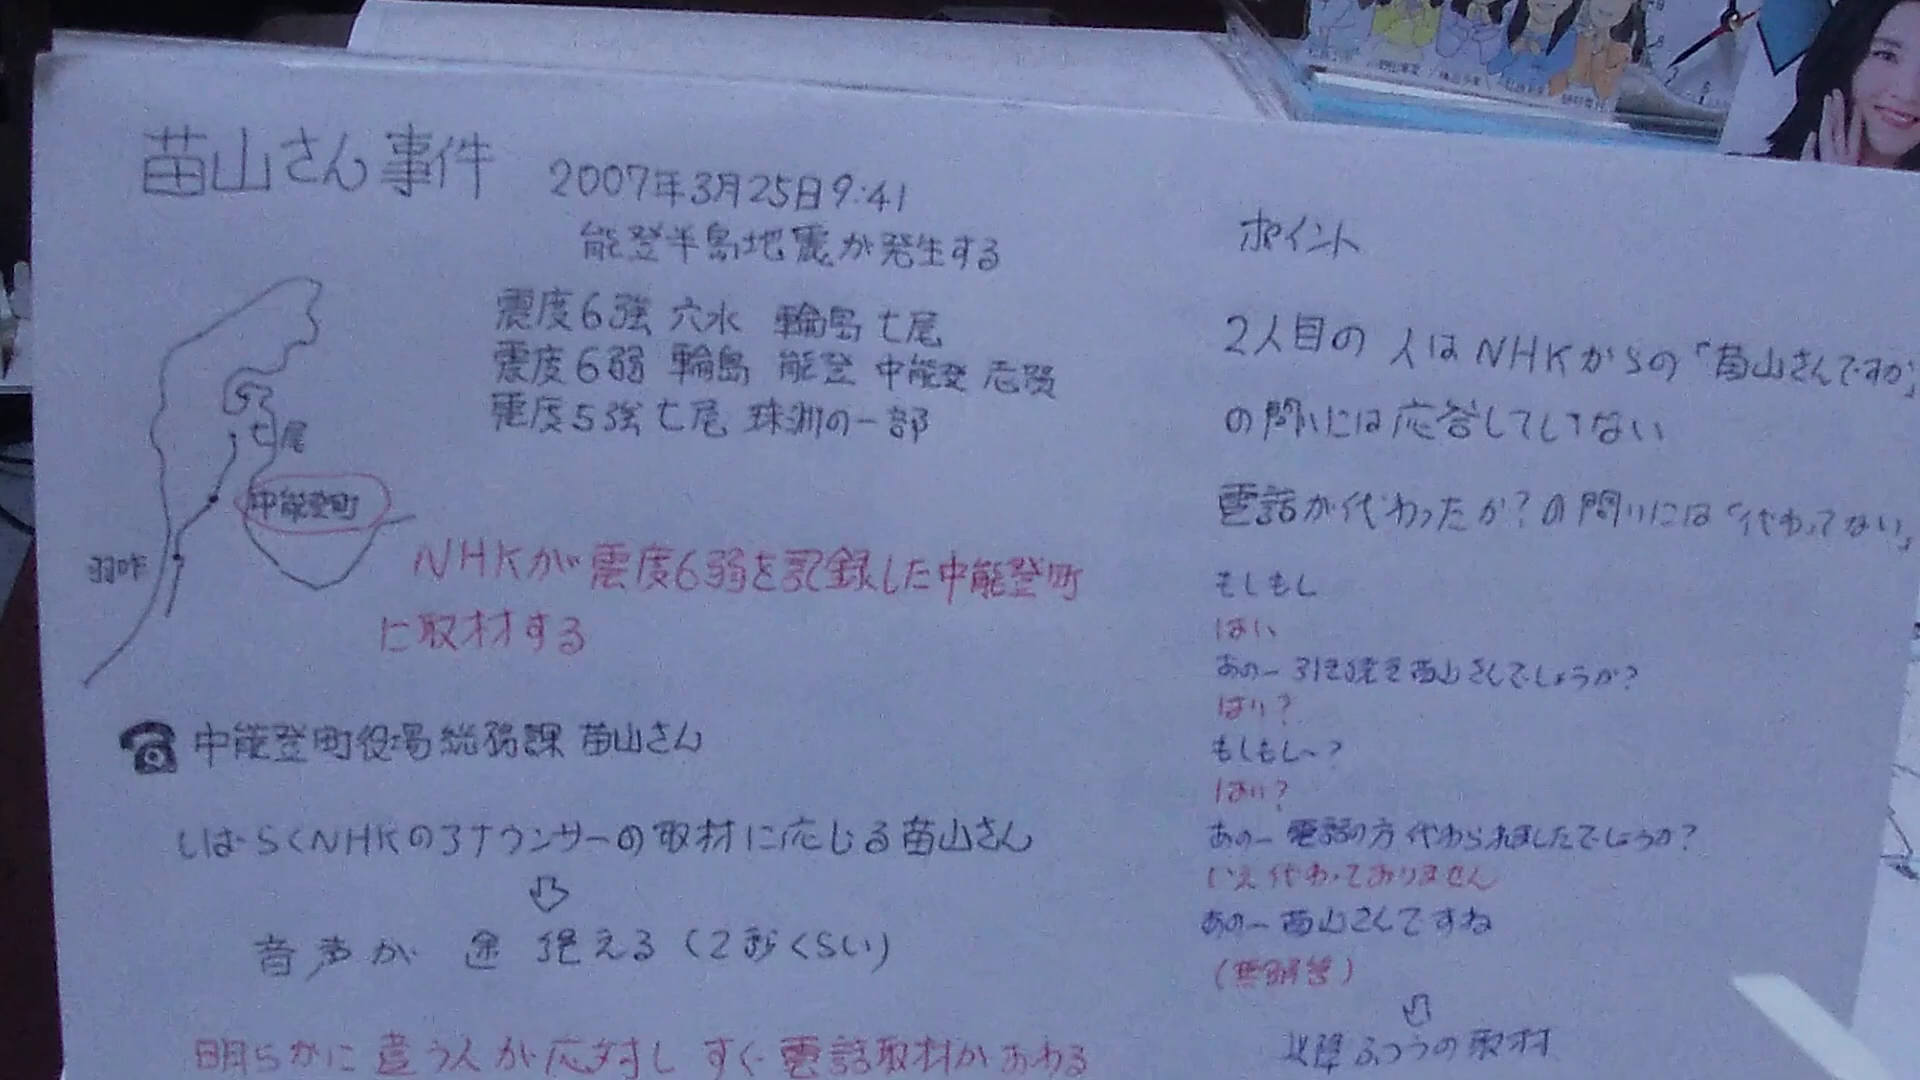 苗山さん事件
2007年3月25日9:41
能登半島地震が発生する
震度6強 穴水 輪島 七尾
震度6弱 輪島 能登 中能登 志賀
震度5強 七尾 珠洲の一部
七尾
中能登町
羽咋
NHKが震度6弱を記録した中能登町
に取材する
中能登町役場総務課 苗山さん
しばらくNHKのアナウンサーの取材に応じる苗山さん
音声が 途 絶える(2秒くらい)
明らかに違う人が応対し すぐ電話取材がおわる
ポイント
2人目の人はNHKからの「苗山さんですか」
の問いには応答していない
電話が代わったか?の問いには「代わってない」
もしもし
はい
あのー引き続き苗山さんでしょうか?
はい?
もしもし〜?
はい?
あのー電話の方代わられましたでしょうか?
いえ代わっておりません
あのー苗山さんですね
(無解答)
以降ふつうの取材